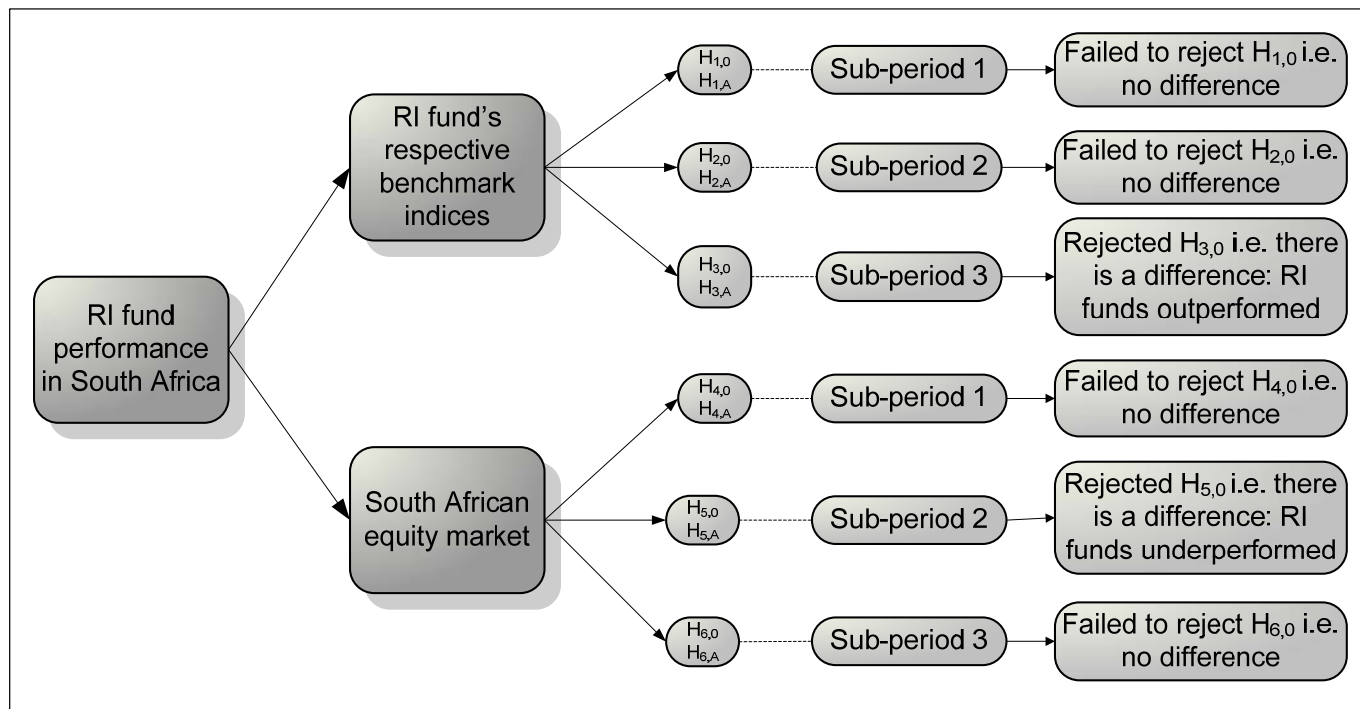 RI fund
performance
in South Africa
RI fund's
respective
benchmark
indices
H1,0
H1,A
Sub-period 1
Failed to reject H1,0 i.e.
no difference
H2,0
H2,A
Sub-period 2
Failed to reject H2,0 i.e.
no difference
H3,0
H3,A
Sub-period 3
Rejected H3,0 i.e. there
is a difference: RI
funds outperformed
South African
equity market
H4,0
H4,A
Sub-period 1
Failed to reject H4,0 i.e.
no difference
H5,0
H5,A
Sub-period 2
Rejected H5,0 i.e. there
is a difference: RI
funds underperformed
H6,0
H6,A
Sub-period 3
Failed to reject H6,0 i.e.
no difference